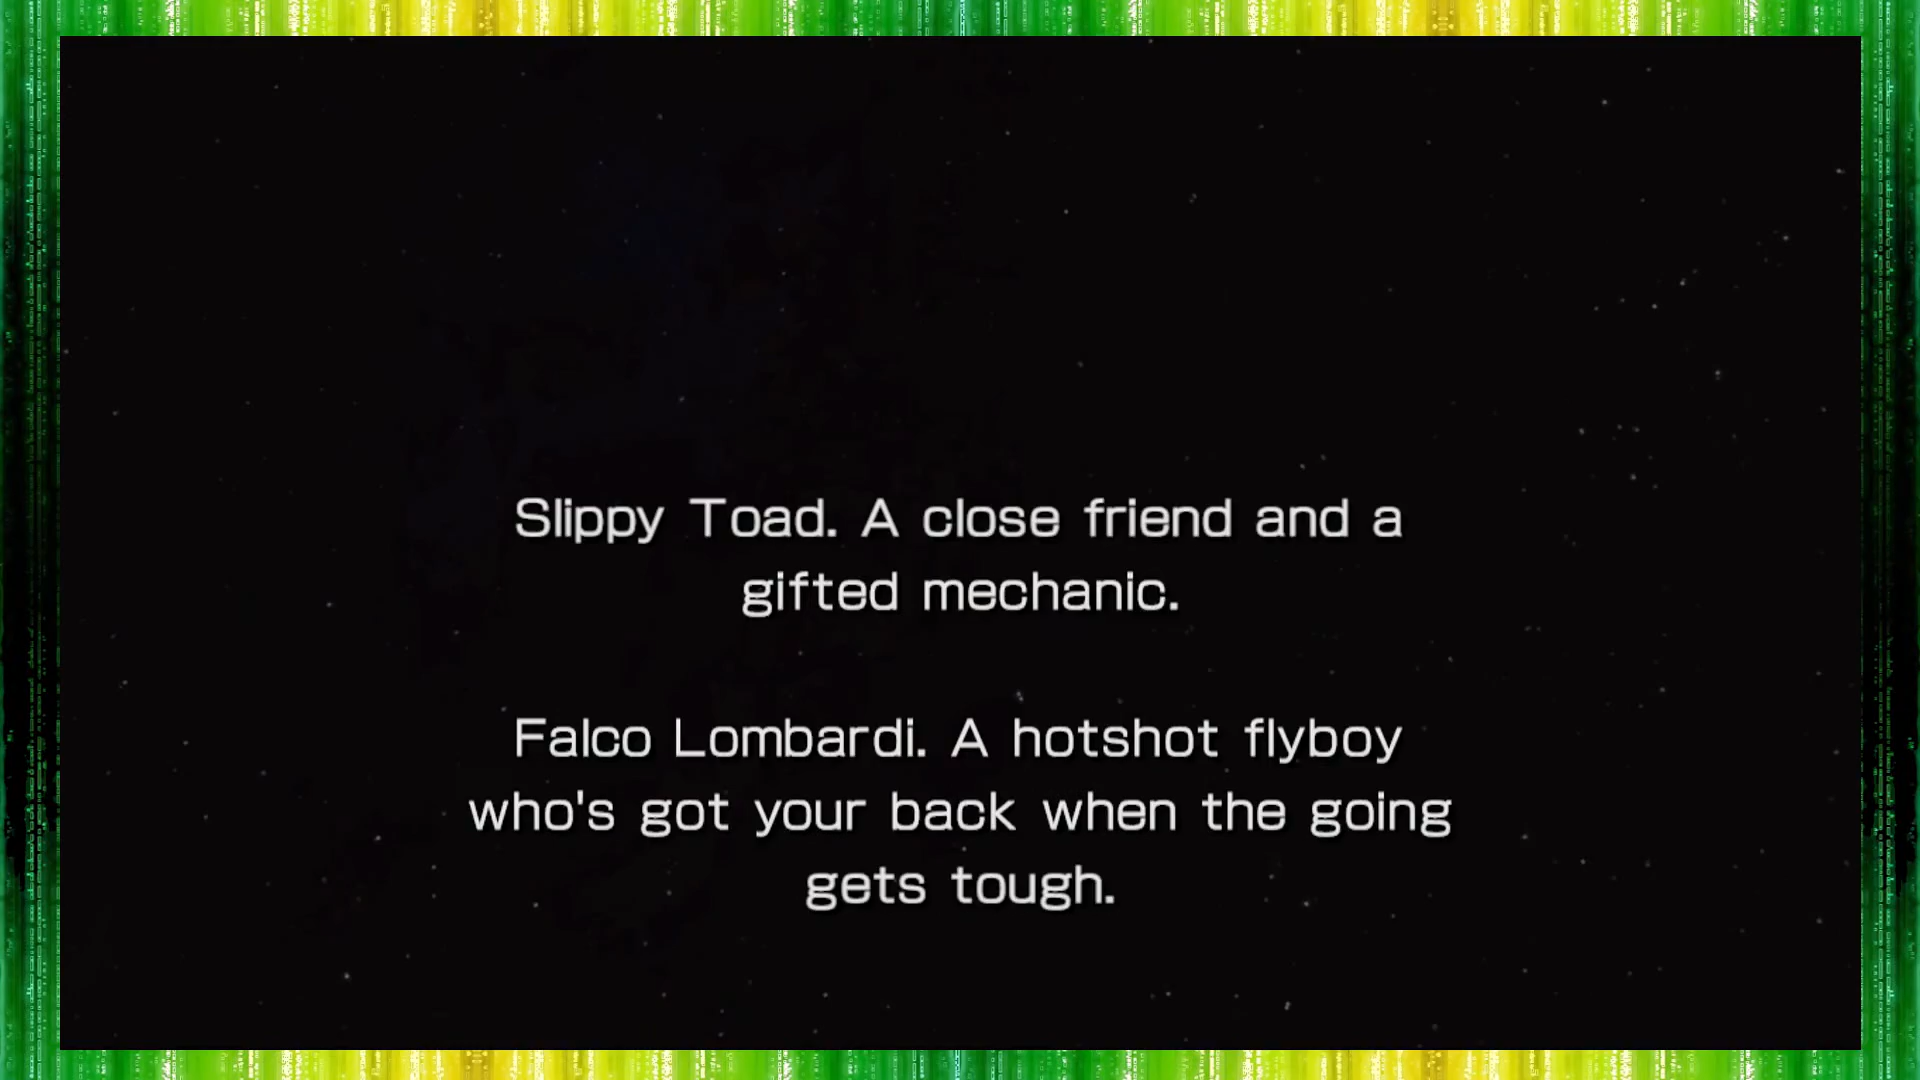 Slippy Toad. A close friend and a
gifted mechanic.
Falco Lombardi. A hotshot flyboy
who's got your back when the going
gets tough.